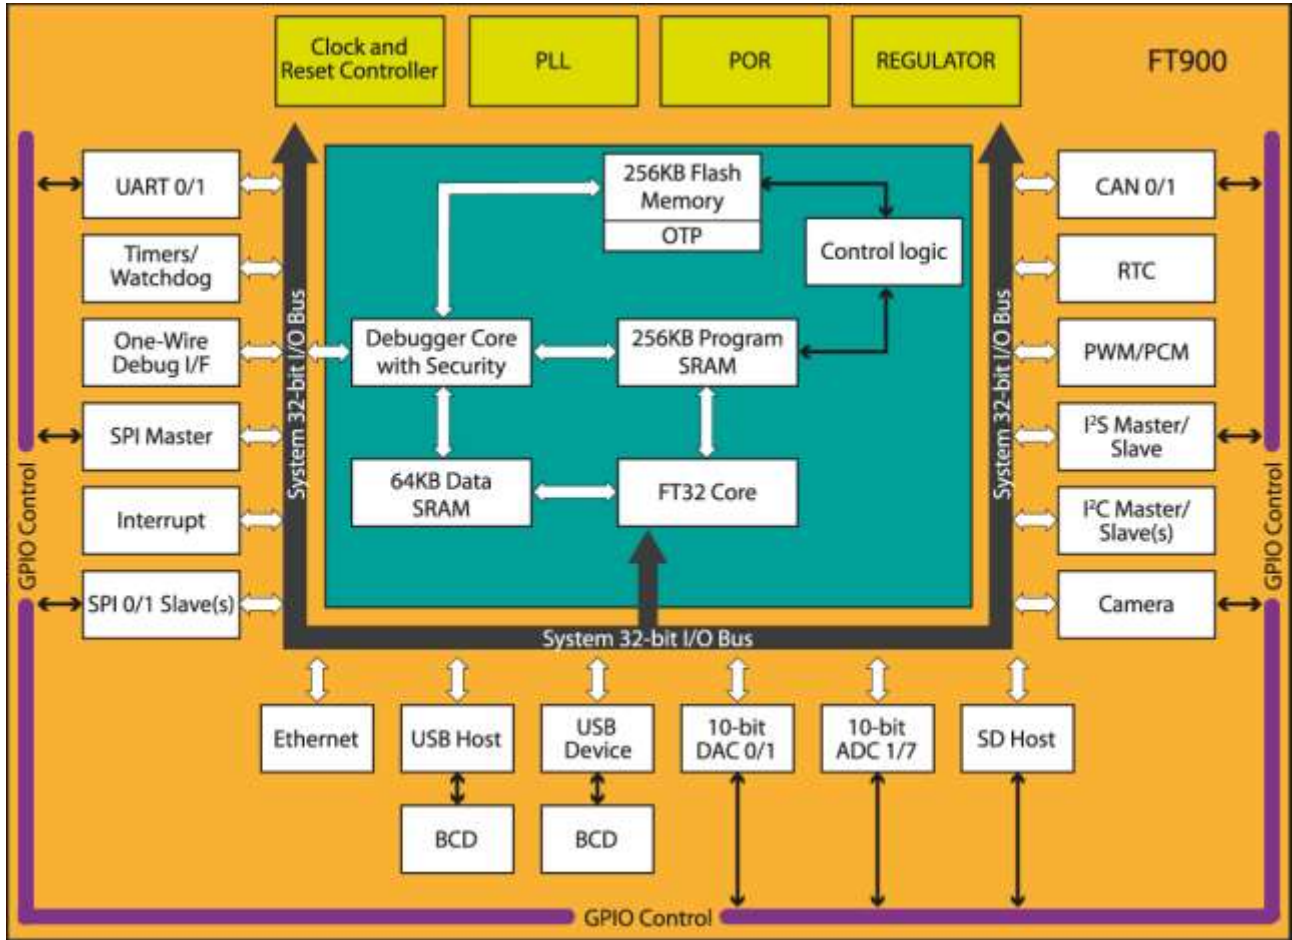 Clock and
Reset Controller
PLL
POR
REGULATOR
FT900
UART 0/1
Timers/
Watchdog
One-Wire
Debug I/F
SPI Master
Interrupt
SPI 0/1 Slave(s)
GPIO Control
System 32-bit I/O Bus
256KB Flash
Memory
OTP
Control logic
Debugger Core
with Security
256KB Program
SRAM
64KB Data
SRAM
FT32 Core
System 32-bit I/O Bus
System 32-bit I/O Bus
CAN 0/1
RTC
PWM/PCM
I²S Master/
Slave
I²C Master/
Slave(s)
Camera
GPIO Control
Ethernet
USB Host
USB
Device
10-bit
DAC 0/1
10-bit
ADC 1/7
SD Host
BCD
BCD
GPIO Control